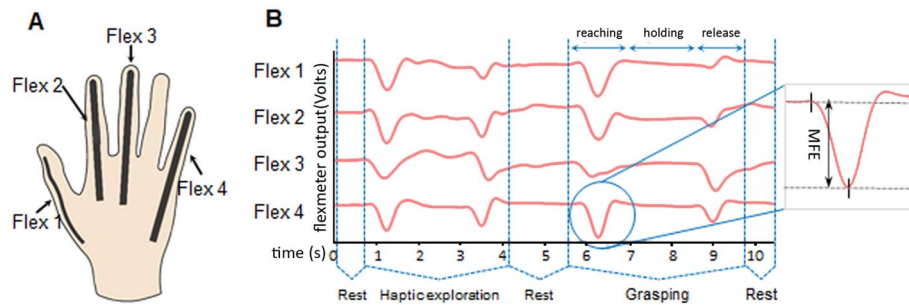 A
Flex 3
Flex 2
Flex 4
Flex 1
B
reaching holding release
Flex 1
Flex 2
Flex 3
Flex 4
flexmeter output(Volts)
MFE
time (s) 0 1 2 3 4 5 6 7 8 9 10
Rest Haptic exploration Rest Grasping Rest